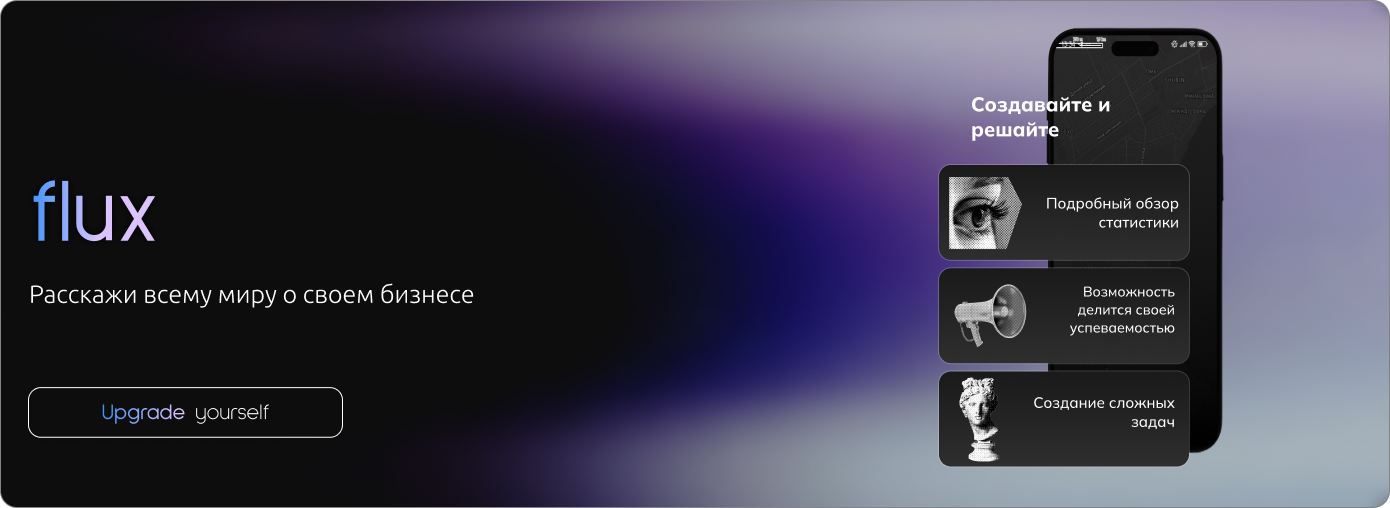 flux
Расскажи всему миру о своем бизнесе
Upgrade yourself
Создавайте и
решайте
Подробный обзор
статистики
Возможность
делится своей
успеваемостью
Создание сложных
задач